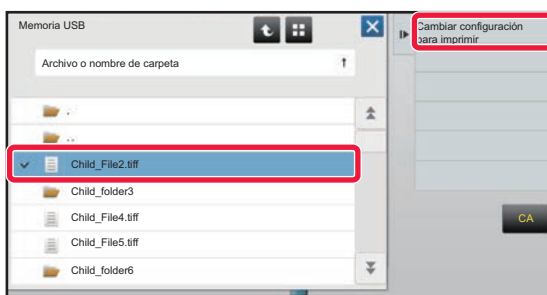 Memoria USB
Cambiar configuración
para imprimir
Archivo o nombre de carpeta
.
..
Child_File2.tiff
Child_folder3
Child_File4.tiff
Child_File5.tiff
Child_folder6
CA